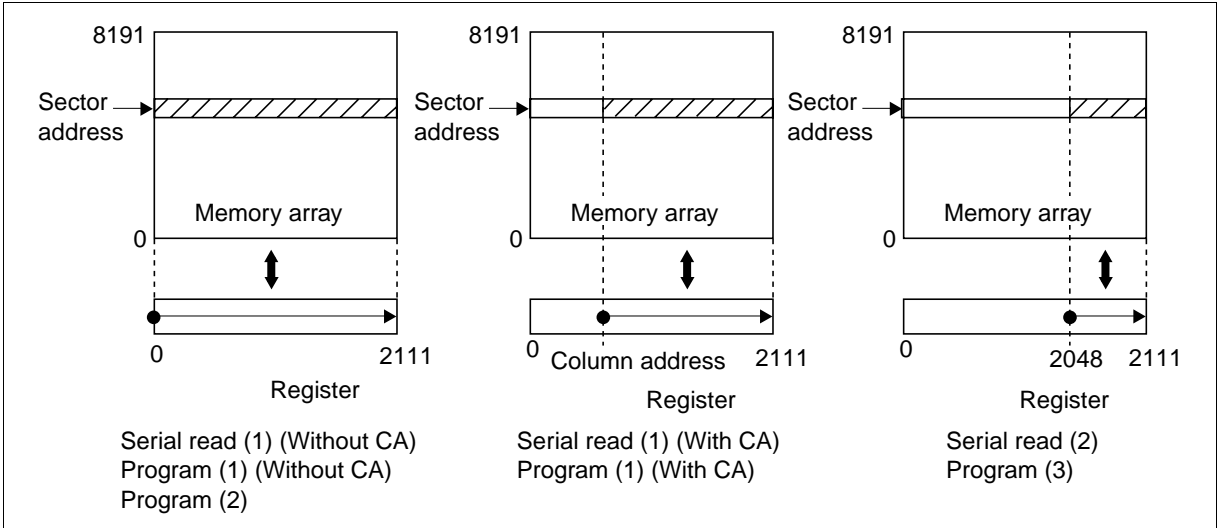 8191
Sector
address
Memory array
0
0
2111
Register
Serial read (1) (Without CA)
Program (1) (Without CA)
Program (2)
8191
Sector
address
Memory array
0
0
Column address
2111
Register
Serial read (1) (With CA)
Program (1) (With CA)
8191
Sector
address
Memory array
0
0
2048
2111
Register
Serial read (2)
Program (3)